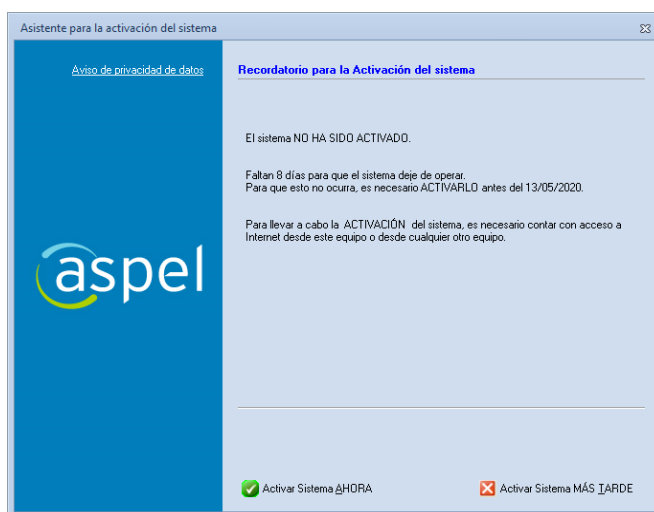 Asistente para la activación del sistema
Aviso de privacidad de datos
Recordatorio para la Activación del sistema
El sistema NO HA SIDO ACTIVADO.
Faltan 8 días para que el sistema deje de operar.
Para que esto no ocurra, es necesario ACTIVARLO antes del 13/05/2020.
Para llevar a cabo la ACTIVACIÓN del sistema, es necesario contar con acceso a
Internet desde este equipo o desde cualquier otro equipo.
aspel
Activar Sistema AHORA
Activar Sistema MÁS TARDE